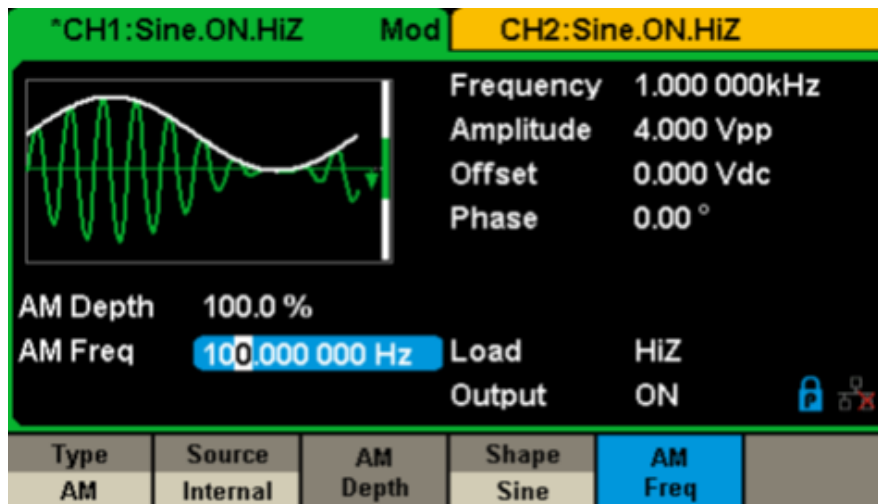 *CH1:Sine.ON.HiZ Mod CH2:Sine.ON.HiZ
Frequency 1.000 000kHz
Amplitude 4.000 Vpp
Offset 0.000 Vdc
Phase 0.00 °
AM Depth 100.0 %
AM Freq 100.000 000 Hz Load HiZ
Output ON
Type Source AM Shape AM
AM Internal Depth Sine Freq